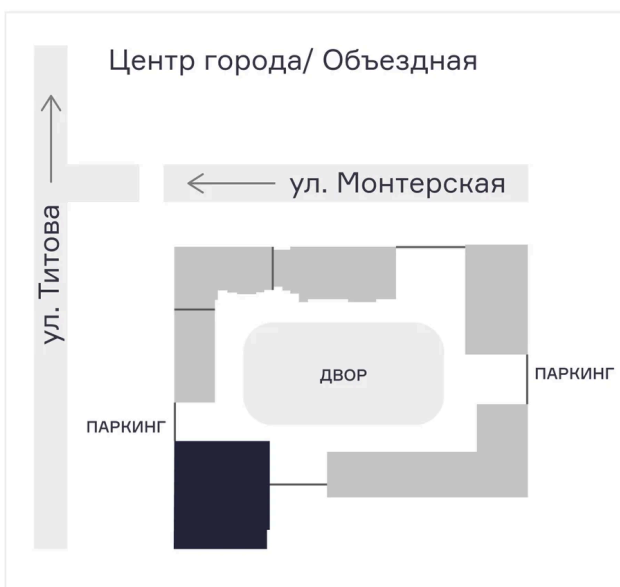 Центр города/ Объездная
ул. Монтерская
ул. Титова
ДВОР
ПАРКИНГ
ПАРКИНГ